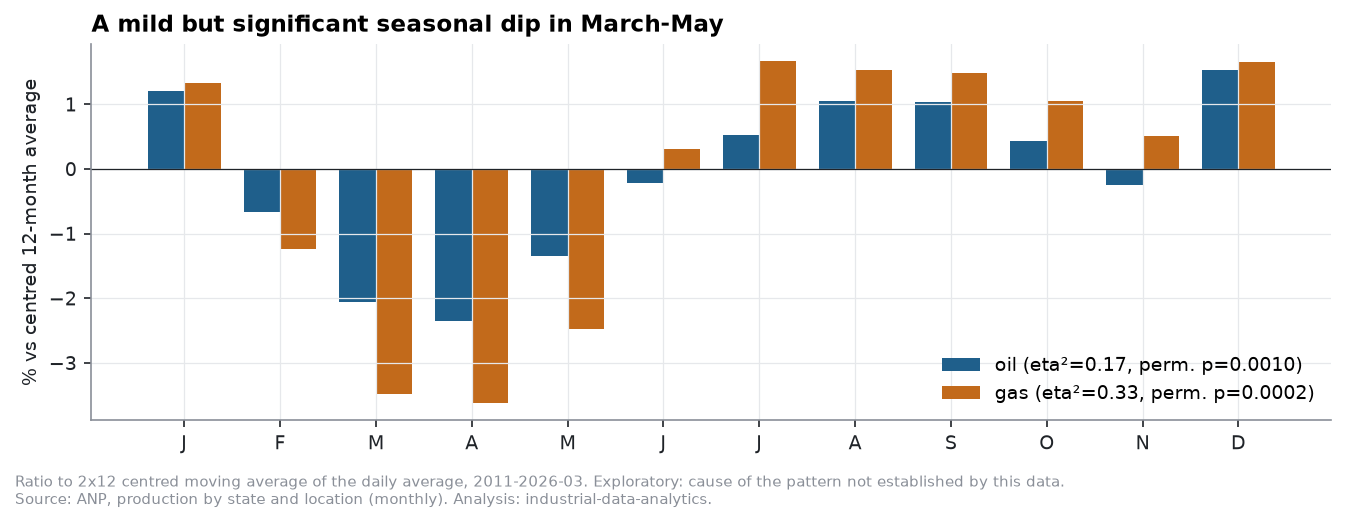 A mild but significant seasonal dip in March-May
% vs centred 12-month average
1
0
−1
−2
−3
oil (eta²=0.17, perm. p=0.0010)
gas (eta²=0.33, perm. p=0.0002)
J F M A M J J A S O N D
Ratio to 2x12 centred moving average of the daily average, 2011-2026-03. Exploratory: cause of the pattern not established by this data.
Source: ANP, production by state and location (monthly). Analysis: industrial-data-analytics.